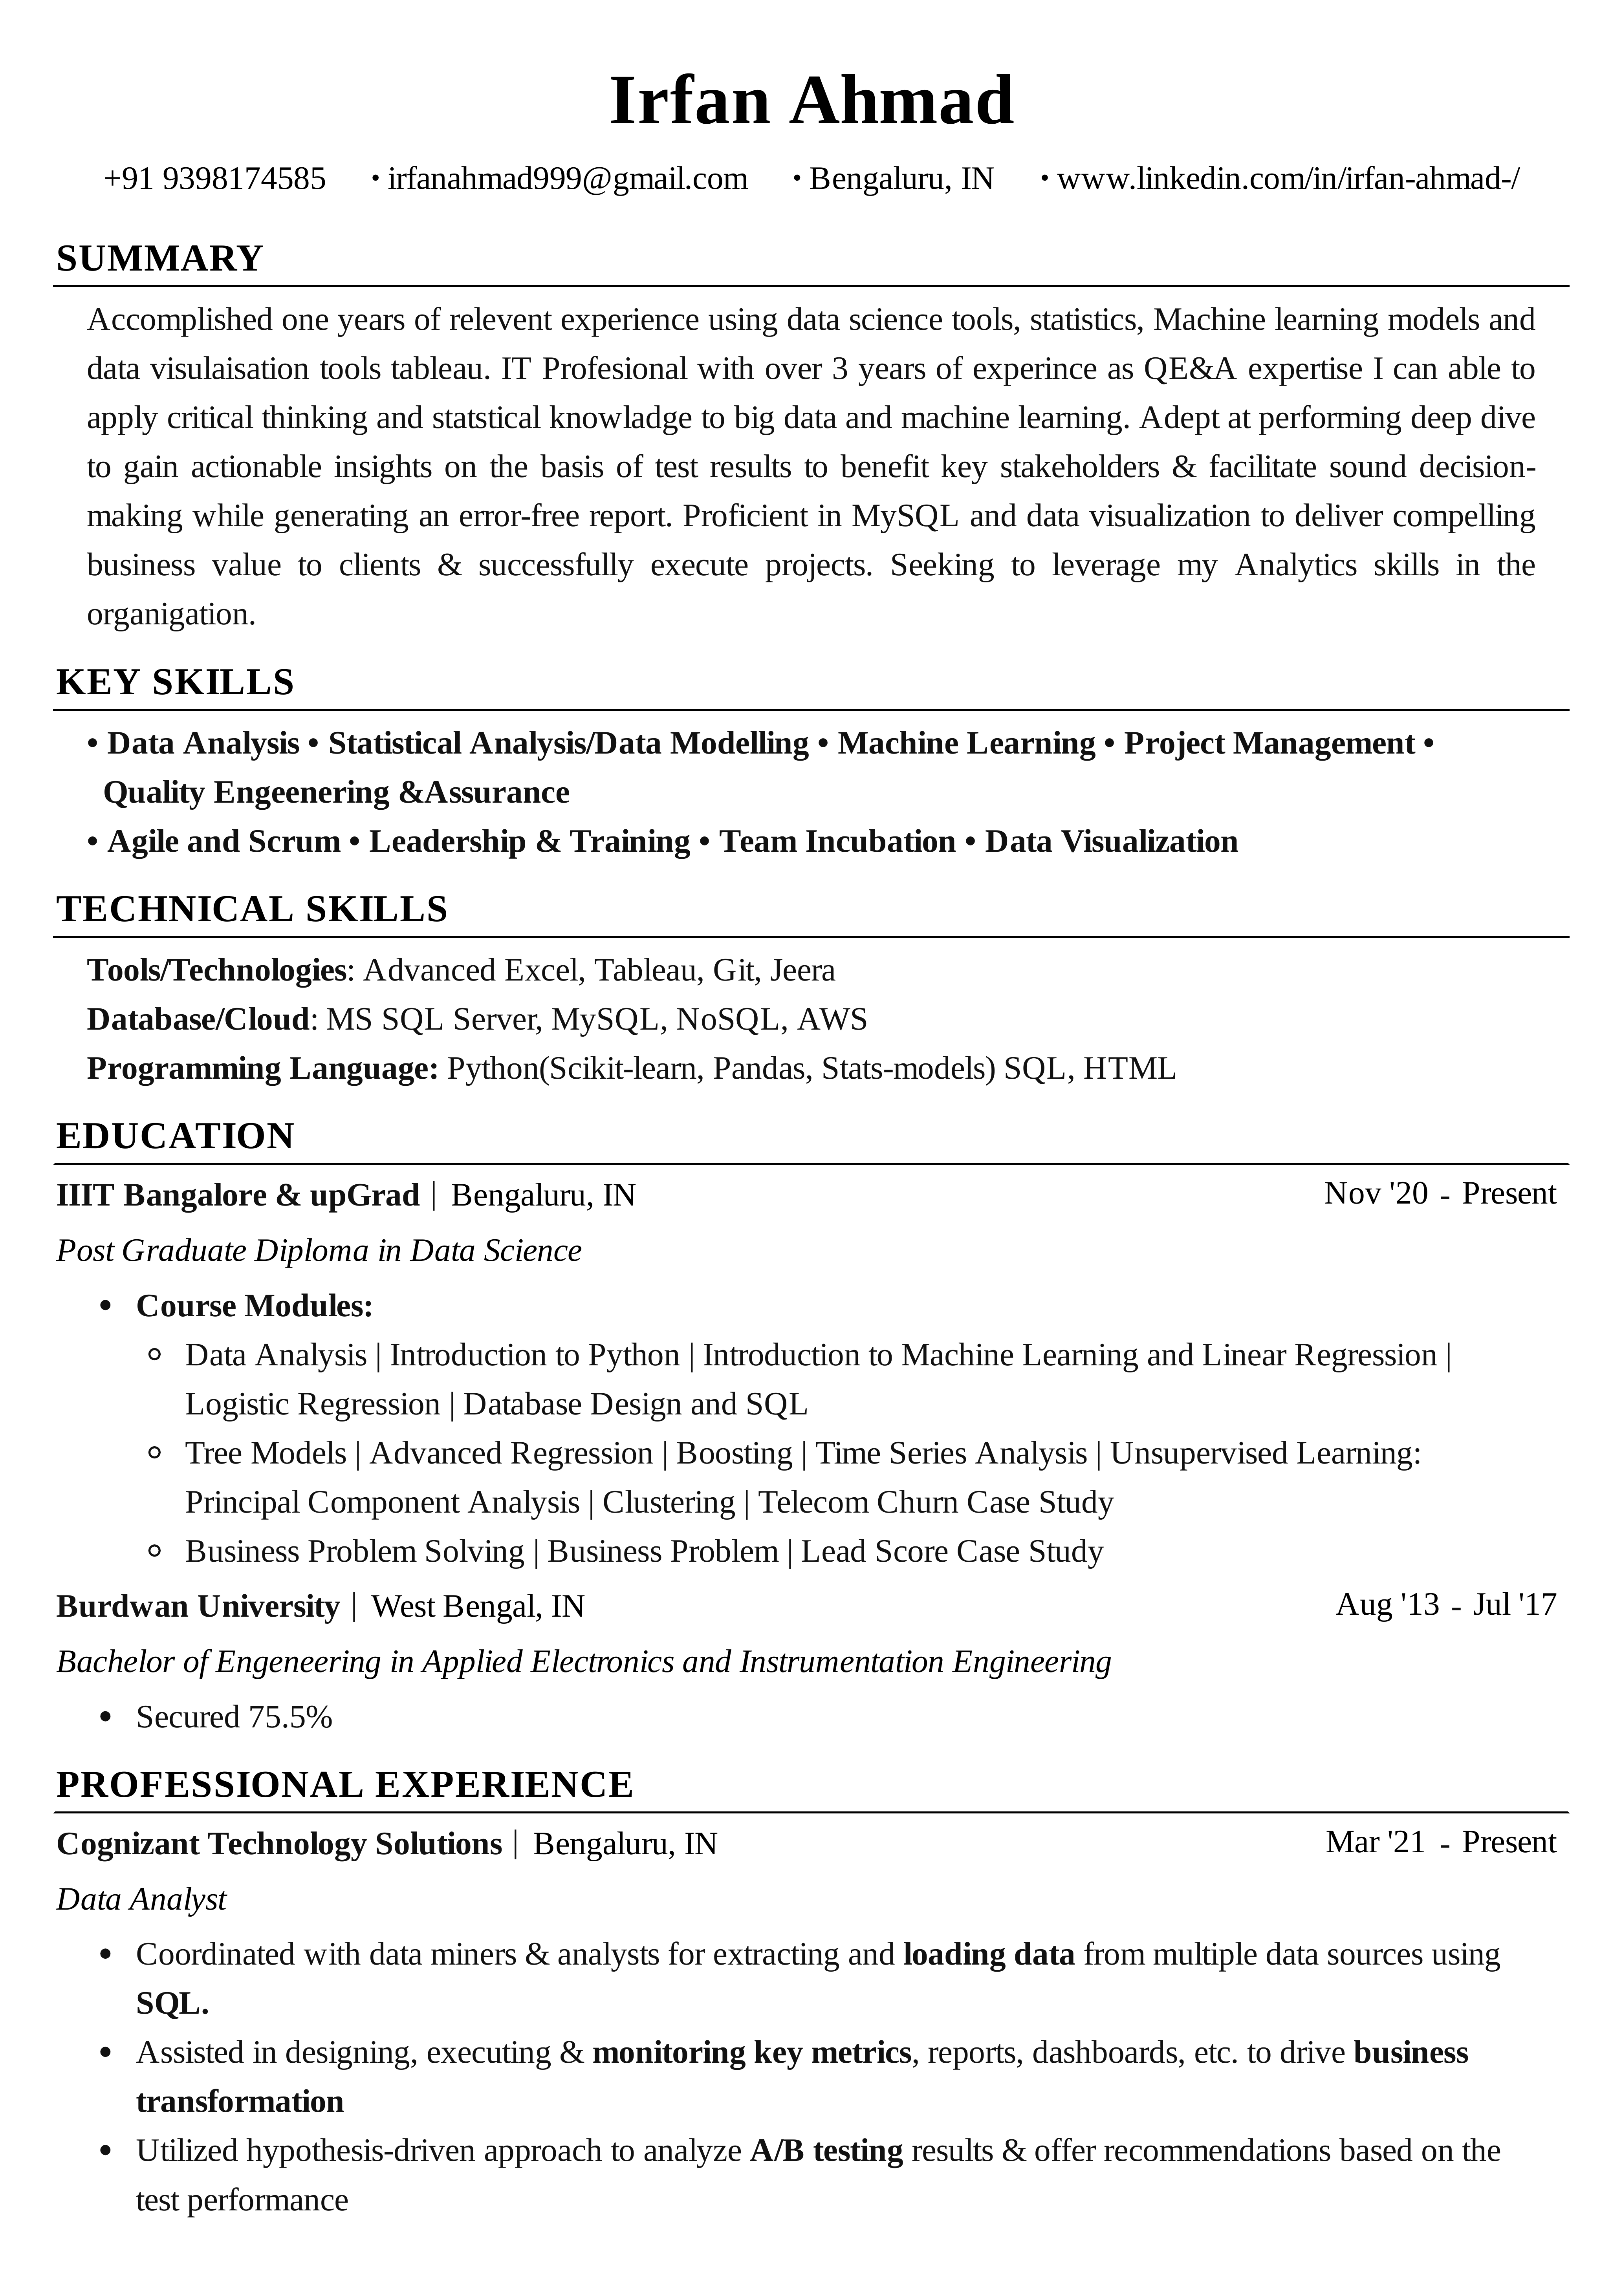 Irfan Ahmad
+91 9398174585 • irfanahmad999@gmail.com • Bengaluru, IN • www.linkedin.com/in/irfan-ahmad-/
SUMMARY
Accomplished one years of relevent experience using data science tools, statistics, Machine learning models and
data visulaisation tools tableau. IT Profesional with over 3 years of experince as QE&A expertise I can able to
apply critical thinking and statstical knowladge to big data and machine learning. Adept at performing deep dive
to gain actionable insights on the basis of test results to benefit key stakeholders & facilitate sound decision-
making while generating an error-free report. Proficient in MySQL and data visualization to deliver compelling
business value to clients & successfully execute projects. Seeking to leverage my Analytics skills in the
organigation.
KEY SKILLS
• Data Analysis • Statistical Analysis/Data Modelling • Machine Learning • Project Management •
Quality Engeenering &Assurance
• Agile and Scrum • Leadership & Training • Team Incubation • Data Visualization
TECHNICAL SKILLS
Tools/Technologies: Advanced Excel, Tableau, Git, Jeera
Database/Cloud: MS SQL Server, MySQL, NoSQL, AWS
Programming Language: Python(Scikit-learn, Pandas, Stats-models) SQL, HTML
EDUCATION
IIIT Bangalore & upGrad | Bengaluru, IN Nov '20 - Present
Post Graduate Diploma in Data Science
• Course Modules:
◦ Data Analysis | Introduction to Python | Introduction to Machine Learning and Linear Regression |
Logistic Regression | Database Design and SQL
◦ Tree Models | Advanced Regression | Boosting | Time Series Analysis | Unsupervised Learning:
Principal Component Analysis | Clustering | Telecom Churn Case Study
◦ Business Problem Solving | Business Problem | Lead Score Case Study
Burdwan University | West Bengal, IN Aug '13 - Jul '17
Bachelor of Engeneering in Applied Electronics and Instrumentation Engineering
• Secured 75.5%
PROFESSIONAL EXPERIENCE
Cognizant Technology Solutions | Bengaluru, IN Mar '21 - Present
Data Analyst
• Coordinated with data miners & analysts for extracting and loading data from multiple data sources using
SQL.
• Assisted in designing, executing & monitoring key metrics, reports, dashboards, etc. to drive business
transformation
• Utilized hypothesis-driven approach to analyze A/B testing results & offer recommendations based on the
test performance